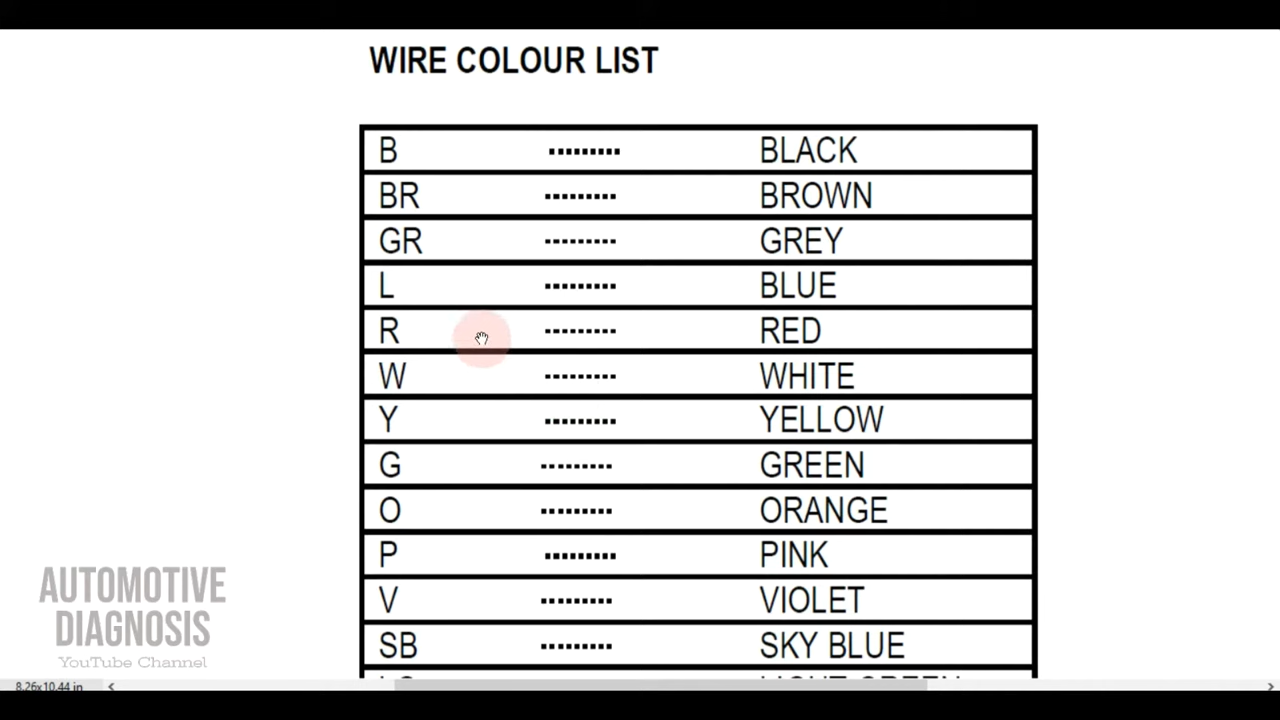 WIRE COLOUR LIST
B ......... BLACK
BR ......... BROWN
GR ......... GREY
L ......... BLUE
R ......... RED
W ......... WHITE
Y ......... YELLOW
G ......... GREEN
O ......... ORANGE
P ......... PINK
V ......... VIOLET
SB ......... SKY BLUE
AUTOMOTIVE
DIAGNOSIS
YouTube Channel
8.26x10.44 in